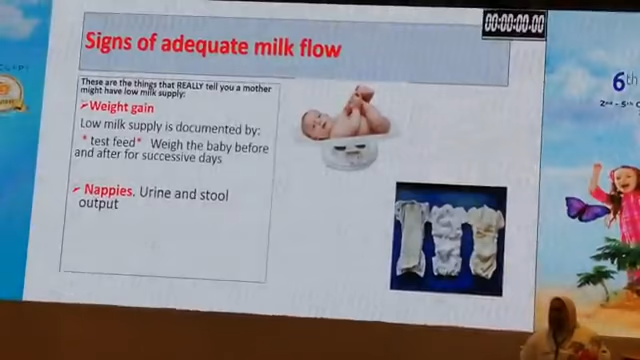 00:00:00.00
Signs of adequate milk flow
These are the things that REALLY tell you a mother
might have low milk supply:
➢Weight gain
Low milk supply is documented by:
*test feed* Weigh the baby before
and after for successive days
➢ Nappies. Urine and stool
output
6th